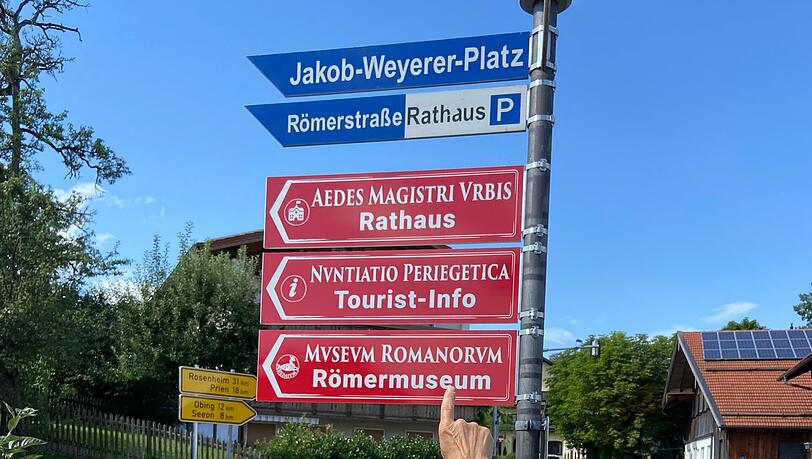 Jakob-Weyerer-Platz
Römerstraße Rathaus P
AEDES MAGISTRI VRBIS
Rathaus
NVNTIATIO PERIEGETICA
i Tourist-Info
MVSEVM ROMANORVM
Römermuseum
Rosenheim 31 km
Prien 18 km
Obing 12 km
Seeon 8 km